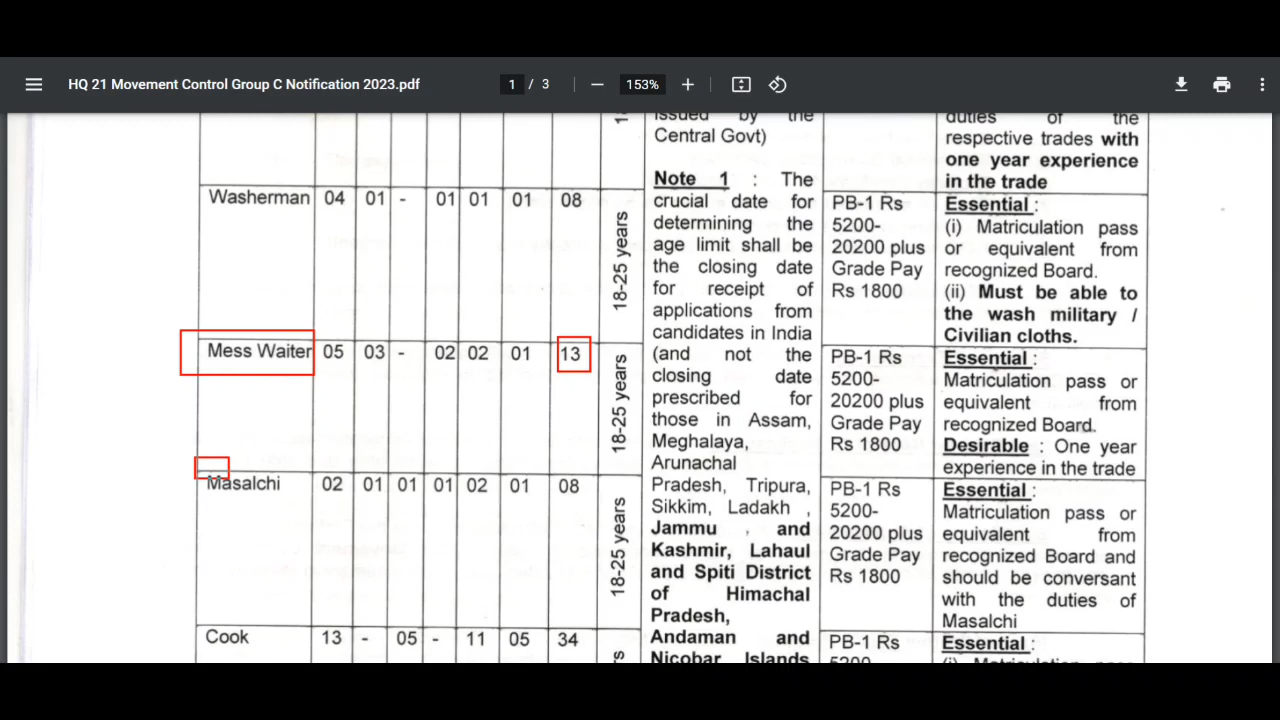 HQ 21 Movement Control Group C Notification 2023.pdf
1 / 3
153%
issued by the
Central Govt)
Note 1 : The
crucial date for
determining the
age limit shall be
the closing date
for receipt of
applications from
candidates in India
(and not the
closing date
prescribed for
those in Assam,
Meghalaya,
Arunachal
Pradesh, Tripura,
Sikkim, Ladakh ,
Jammu , and
Kashmir, Lahaul
and Spiti District
of Himachal
Pradesh,
Andaman and
Nicobar Islands
duties of the
respective trades with
one year experience
in the trade
Washerman 04 01 - 01 01 01 08
18-25 years
PB-1 Rs
5200-
20200 plus
Grade Pay
Rs 1800
Essential :
(i) Matriculation pass
or equivalent from
recognized Board.
(ii) Must be able to
the wash military /
Civilian cloths.
Mess Waiter 05 03 - 02 02 01 13
18-25 years
PB-1 Rs
5200-
20200 plus
Grade Pay
Rs 1800
Essential :
Matriculation pass or
equivalent from
recognized Board.
Desirable : One year
experience in the trade
Masalchi 02 01 01 01 02 01 08
18-25 years
PB-1 Rs
5200-
20200 plus
Grade Pay
Rs 1800
Essential :
Matriculation pass or
equivalent from
recognized Board and
should be conversant
with the duties of
Masalchi
Cook 13 - 05 - 11 05 34
PB-1 Rs
Essential :